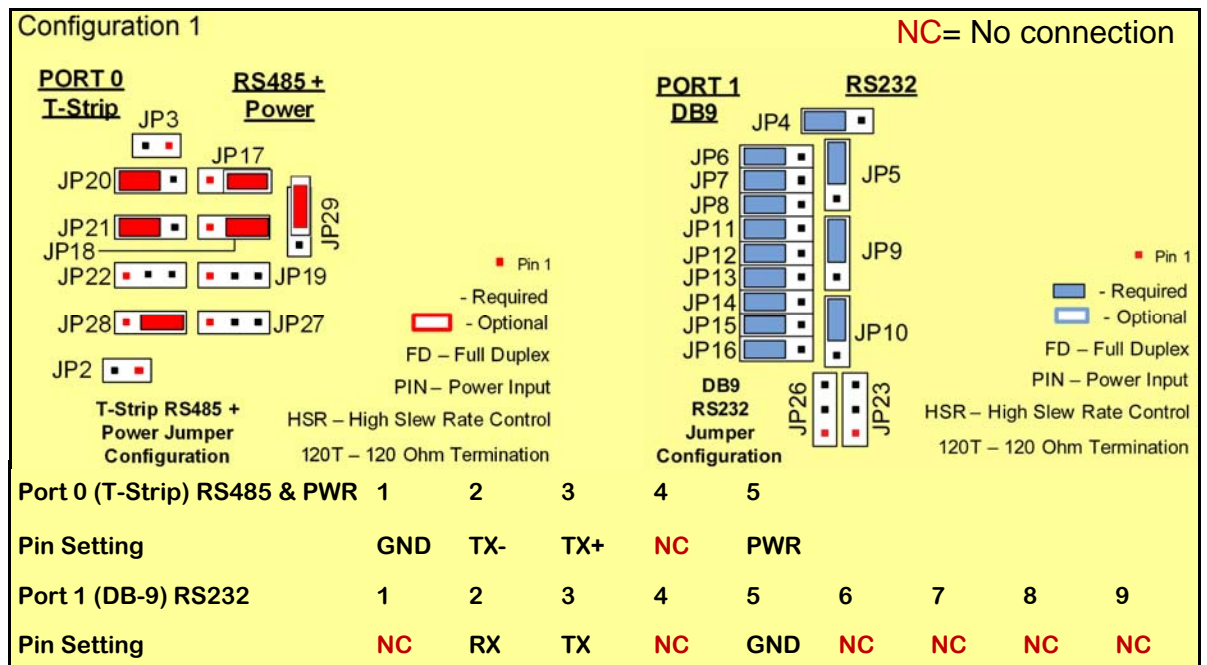 Configuration 1
NC= No connection
PORT 0
T-Strip
RS485 +
Power
JP3
JP17
JP20
JP29
JP21
JP18
JP22
JP19
JP28
JP27
JP2
Pin 1
- Required
- Optional
FD – Full Duplex
PIN – Power Input
HSR – High Slew Rate Control
120T – 120 Ohm Termination
T-Strip RS485 +
Power Jumper
Configuration
PORT 1
DB9
RS232
JP4
JP6
JP7
JP5
JP8
JP11
JP12
JP9
JP13
JP14
JP15
JP10
JP16
JP26
JP23
DB9
RS232
Jumper
Configuration
Pin 1
- Required
- Optional
FD – Full Duplex
PIN – Power Input
HSR – High Slew Rate Control
120T – 120 Ohm Termination
Port 0 (T-Strip) RS485 & PWR 1 2 3 4 5
Pin Setting GND TX- TX+ NC PWR
Port 1 (DB-9) RS232 1 2 3 4 5 6 7 8 9
Pin Setting NC RX TX NC GND NC NC NC NC